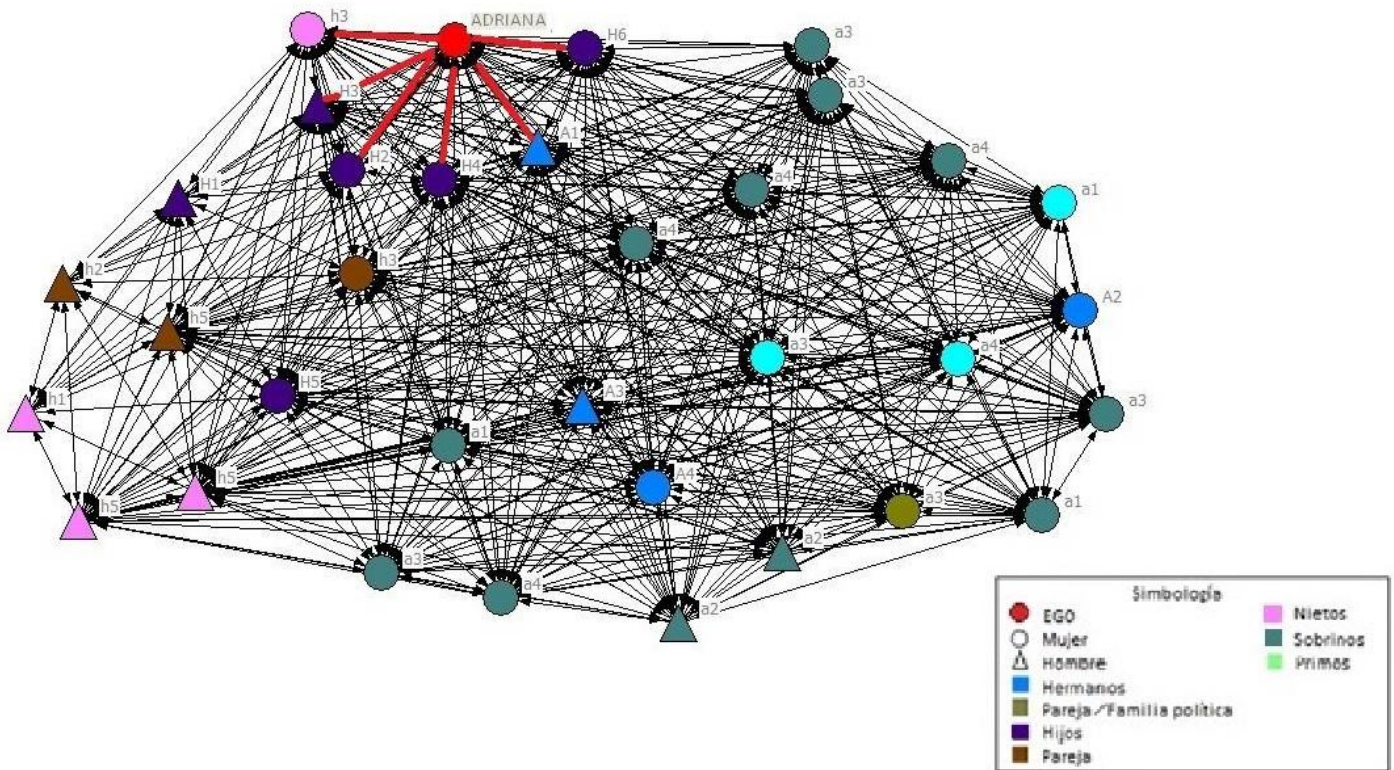 h3
ADRIANA
H6
a3
H3
a3
A1
a4
H2
H4
a4
H1
a1
a4
h3
h2
A2
h5
a3
a4
H5
A3
h1
a3
a1
A4
h5
a3
h5
a1
a2
a3
a4
a2
Simbología
EGO
Mujer
Hombre
Hermanos
Pareja/Familia política
Hijos
Pareja
Nietos
Sobrinos
Primos